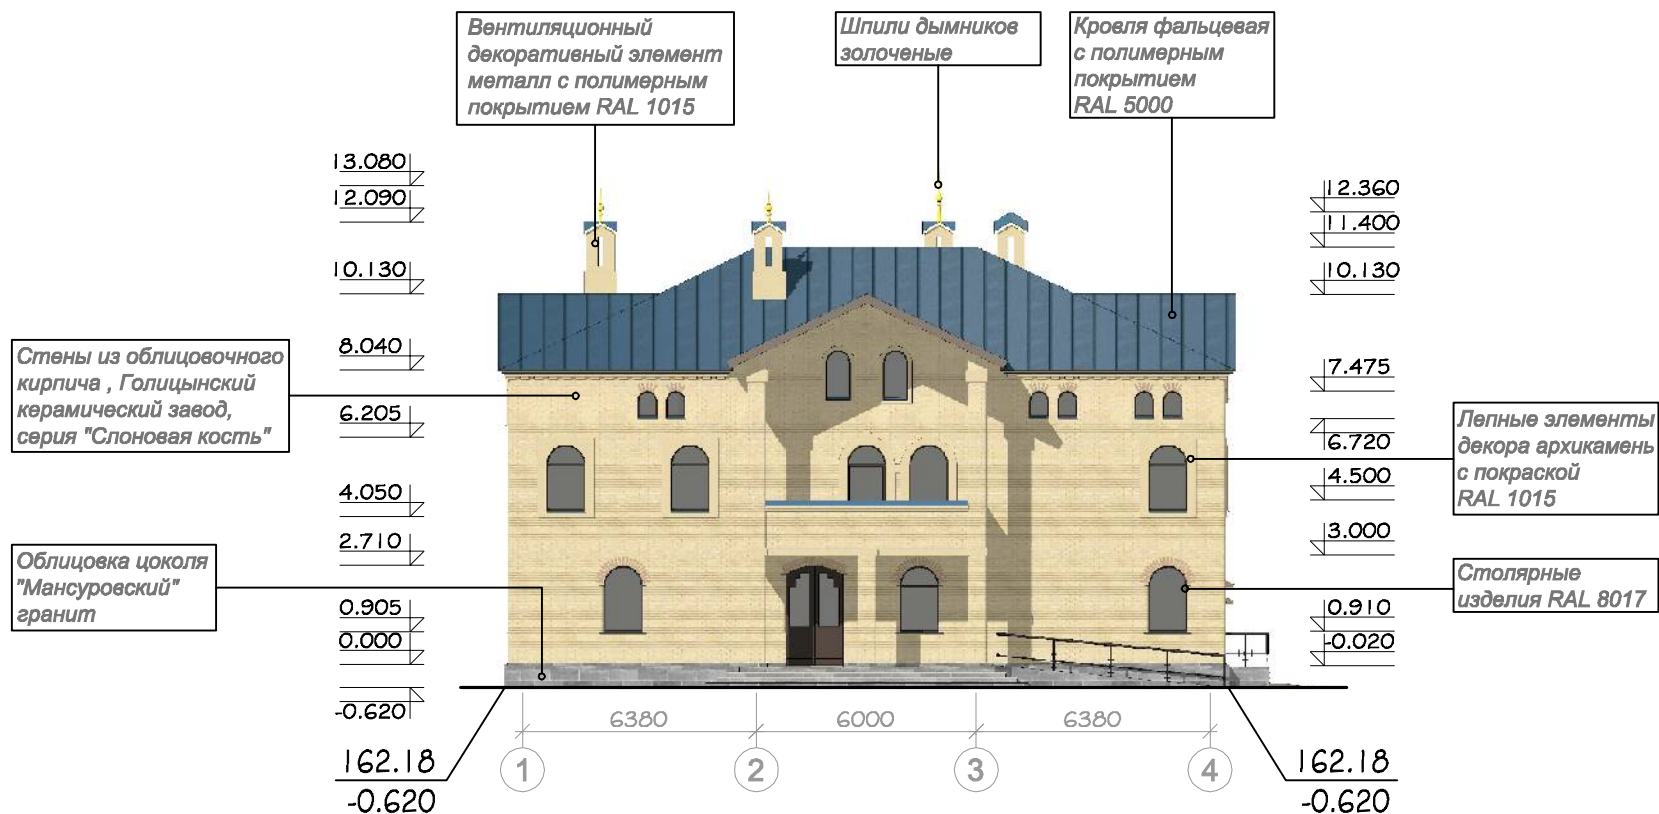 Вентиляционный
декоративный элемент
металл с полимерным
покрытием RAL 1015
Шпили дымников
золоченые
Кровля фальцевая
с полимерным
покрытием
RAL 5000
13.080
12.090
10.130
8.040
6.205
4.050
2.710
0.905
0.000
-0.620
Стены из облицовочного
кирпича , Голицынский
керамический завод,
серия "Слоновая кость"
Облицовка цоколя
"Мансуровский"
гранит
12.360
11.400
10.130
7.475
6.720
4.500
3.000
0.910
-0.020
Лепные элементы
декора архикамень
с покраской
RAL 1015
Столярные
изделия RAL 8017
6380 6000 6380
1 2 3 4
162.18
-0.620
162.18
-0.620